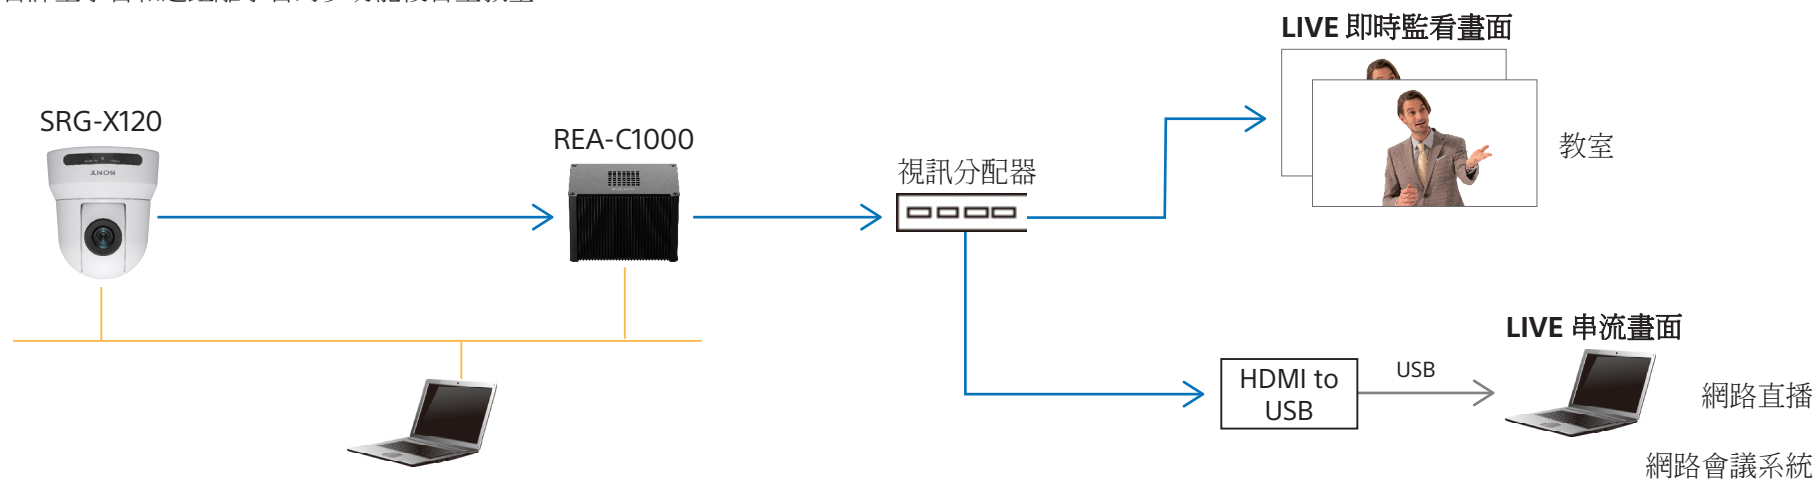 LIVE 即時監看畫面
SRG-X120
REA-C1000
視訊分配器
教室
SONY
LIVE 串流畫面
HDMI to
USB
USB
網路直播
網路會議系統